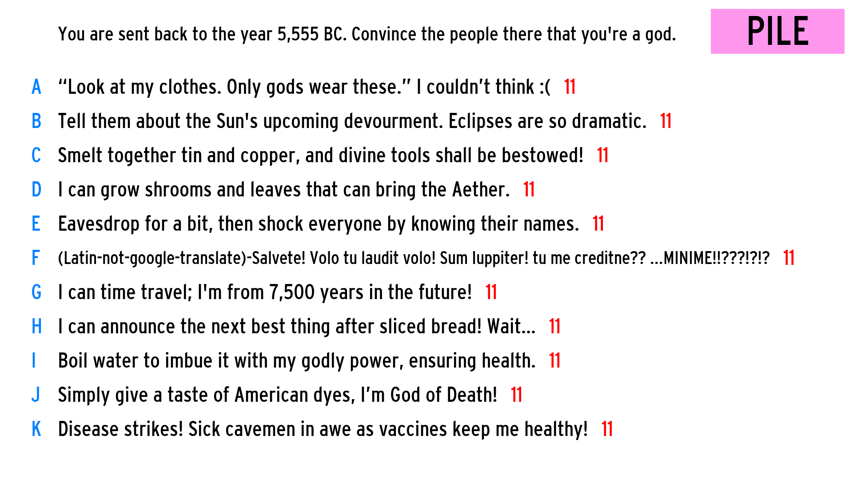 You are sent back to the year 5,555 BC. Convince the people there that you're a god.
PILE
A “Look at my clothes. Only gods wear these.” I couldn’t think :( 11
B Tell them about the Sun's upcoming devourment. Eclipses are so dramatic. 11
C Smelt together tin and copper, and divine tools shall be bestowed! 11
D I can grow shrooms and leaves that can bring the Aether. 11
E Eavesdrop for a bit, then shock everyone by knowing their names. 11
F (Latin-not-google-translate)-Salvete! Volo tu laudit volo! Sum Iuppiter! tu me creditne?? ...MINIME!!???!?!? 11
G I can time travel; I'm from 7,500 years in the future! 11
H I can announce the next best thing after sliced bread! Wait... 11
I Boil water to imbue it with my godly power, ensuring health. 11
J Simply give a taste of American dyes, I’m God of Death! 11
K Disease strikes! Sick cavemen in awe as vaccines keep me healthy! 11